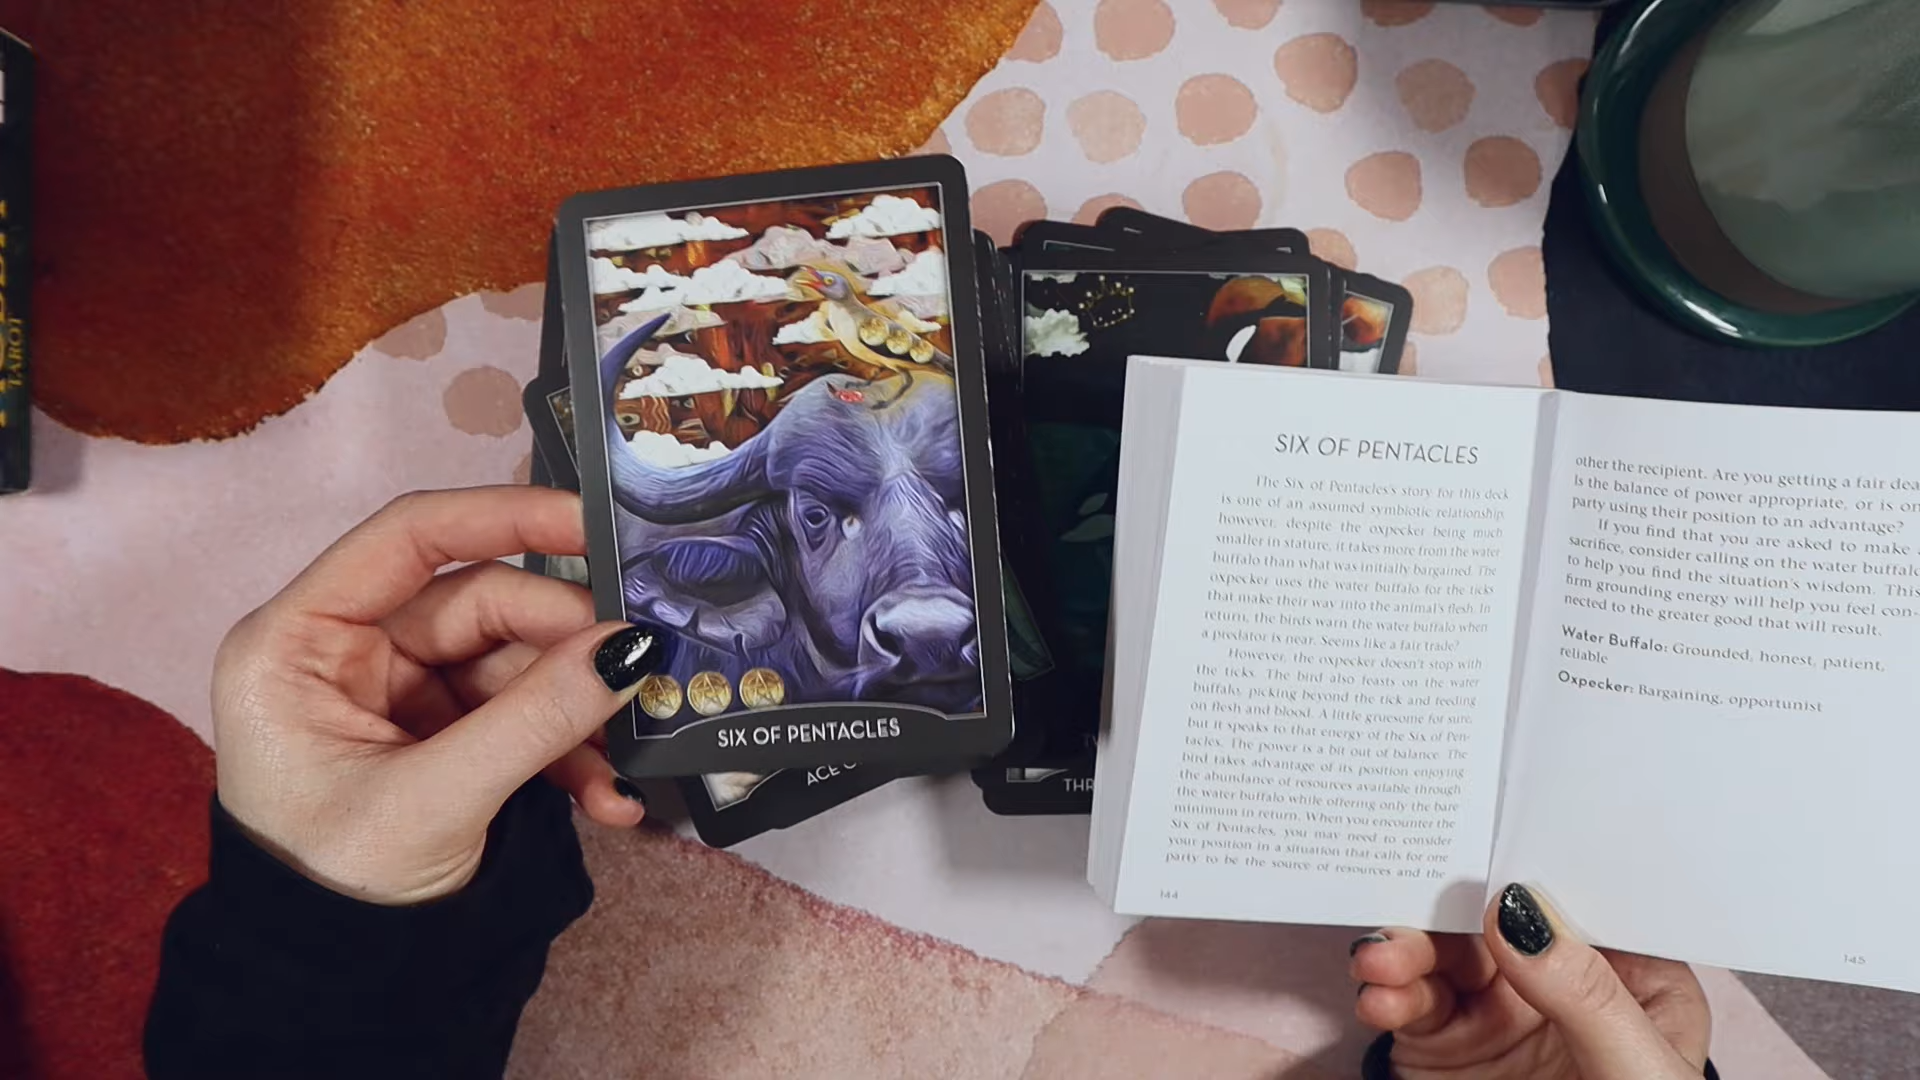 TAROT
SIX OF PENTACLES
ACE
THR
SIX OF PENTACLES
The Six of Pentacles's story for this deck
is one of an assumed symbiotic relationship;
however, despite the oxpecker being much
smaller in stature, it takes more from the water
buffalo than what was initially bargained. The
oxpecker uses the water buffalo for the ticks
that make their way into the animal's flesh. In
return, the birds warn the water buffalo when
a predator is near. Seems like a fair trade?
However, the oxpecker doesn't stop with
the ticks. The bird also feasts on the water
buffalo, picking beyond the tick and feeding
on flesh and blood. A little gruesome for sure,
but it speaks to that energy of the Six of Pen-
tacles. The power is a bit out of balance. The
bird takes advantage of its position enjoying
the abundance of resources available through
the water buffalo while offering only the bare
minimum in return. When you encounter the
Six of Pentacles, you may need to consider
your position in a situation that calls for one
party to be the source of resources and the
144
other the recipient. Are you getting a fair dea
Is the balance of power appropriate, or is on
party using their position to an advantage?
If you find that you are asked to make
sacrifice, consider calling on the water buffalo
to help you find the situation's wisdom. This
firm grounding energy will help you feel con-
nected to the greater good that will result.
Water Buffalo: Grounded, honest, patient,
reliable
Oxpecker: Bargaining, opportunist
145